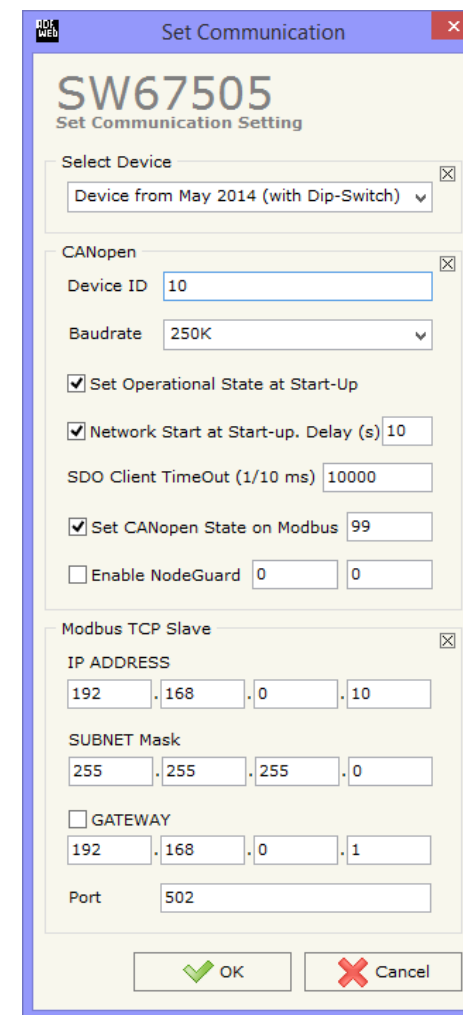 ADF
WEB
Set Communication
SW67505
Set Communication Setting
Select Device
Device from May 2014 (with Dip-Switch)
CANopen
Device ID 10
Baudrate 250K
Set Operational State at Start-Up
Network Start at Start-up. Delay (s) 10
SDO Client TimeOut (1/10 ms) 10000
Set CANopen State on Modbus 99
Enable NodeGuard 0 0
Modbus TCP Slave
IP ADDRESS
192 . 168 . 0 . 10
SUBNET Mask
255 . 255 . 255 . 0
GATEWAY
192 . 168 . 0 . 1
Port 502
OK Cancel